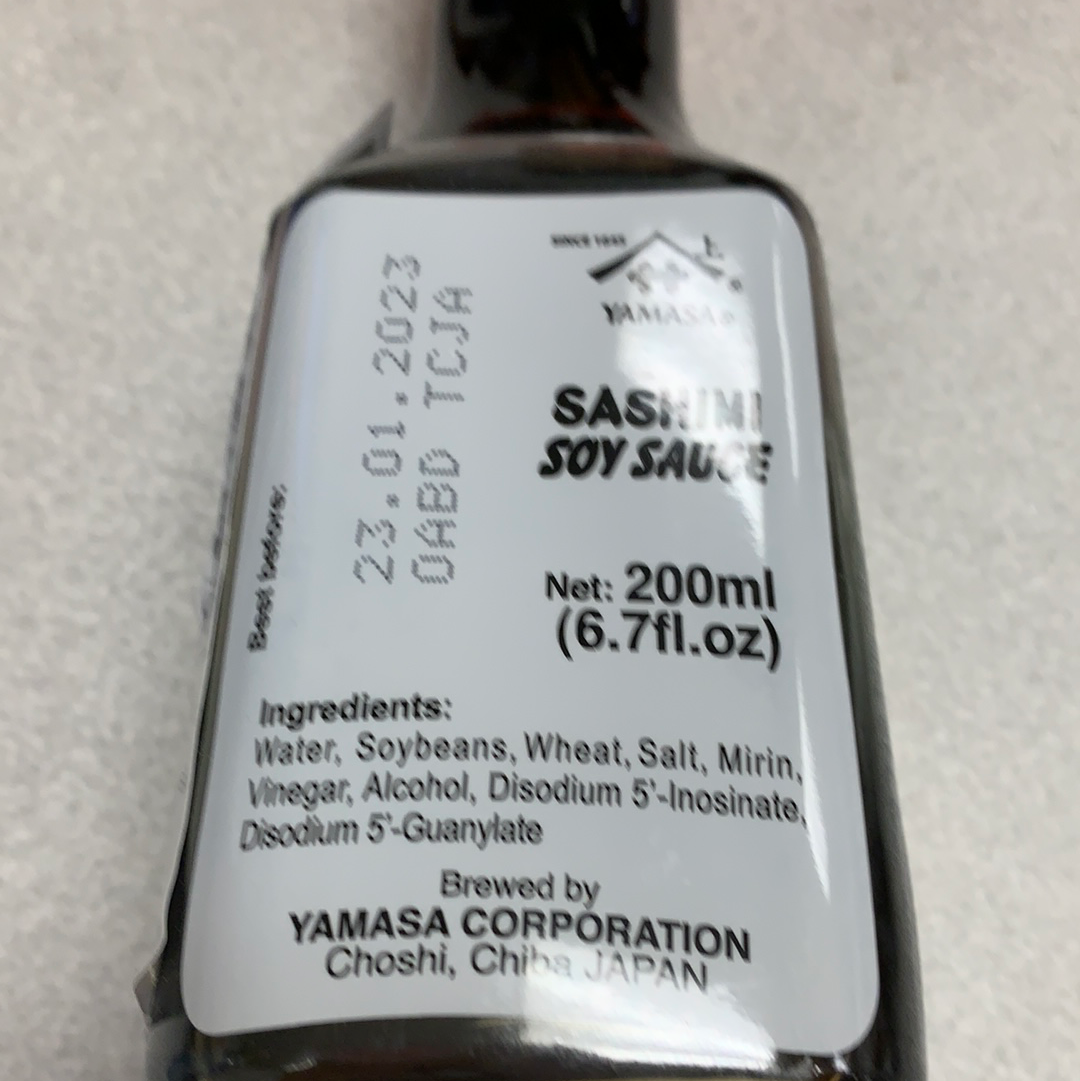 SINCE 1645
YAMASA®
SASHIMI
SOY SAUCE
Net: 200ml
(6.7fl.oz)
Best before:
23.01.2023
0ABD TCJA
Ingredients:
Water, Soybeans, Wheat, Salt, Mirin,
Vinegar, Alcohol, Disodium 5'-Inosinate,
Disodium 5'-Guanylate
Brewed by
YAMASA CORPORATION
Choshi, Chiba JAPAN